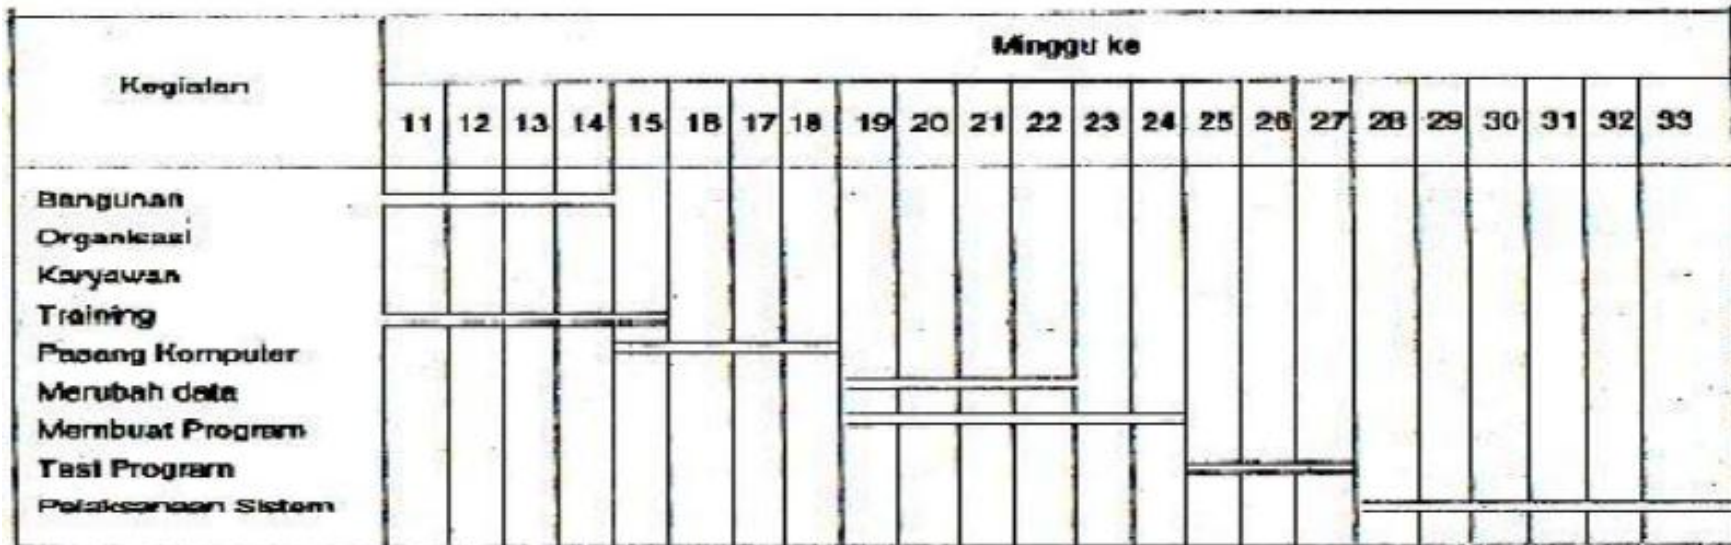 Minggu ke
Kegiatan
11 12 13 14 15 16 17 18 19 20 21 22 23 24 25 26 27 28 29 30 31 32 33
Bangunan
Organisasi
Karyawan
Training
Pasang Komputer
Merubah data
Membuat Program
Test Program
Pelaksanaan Sistem